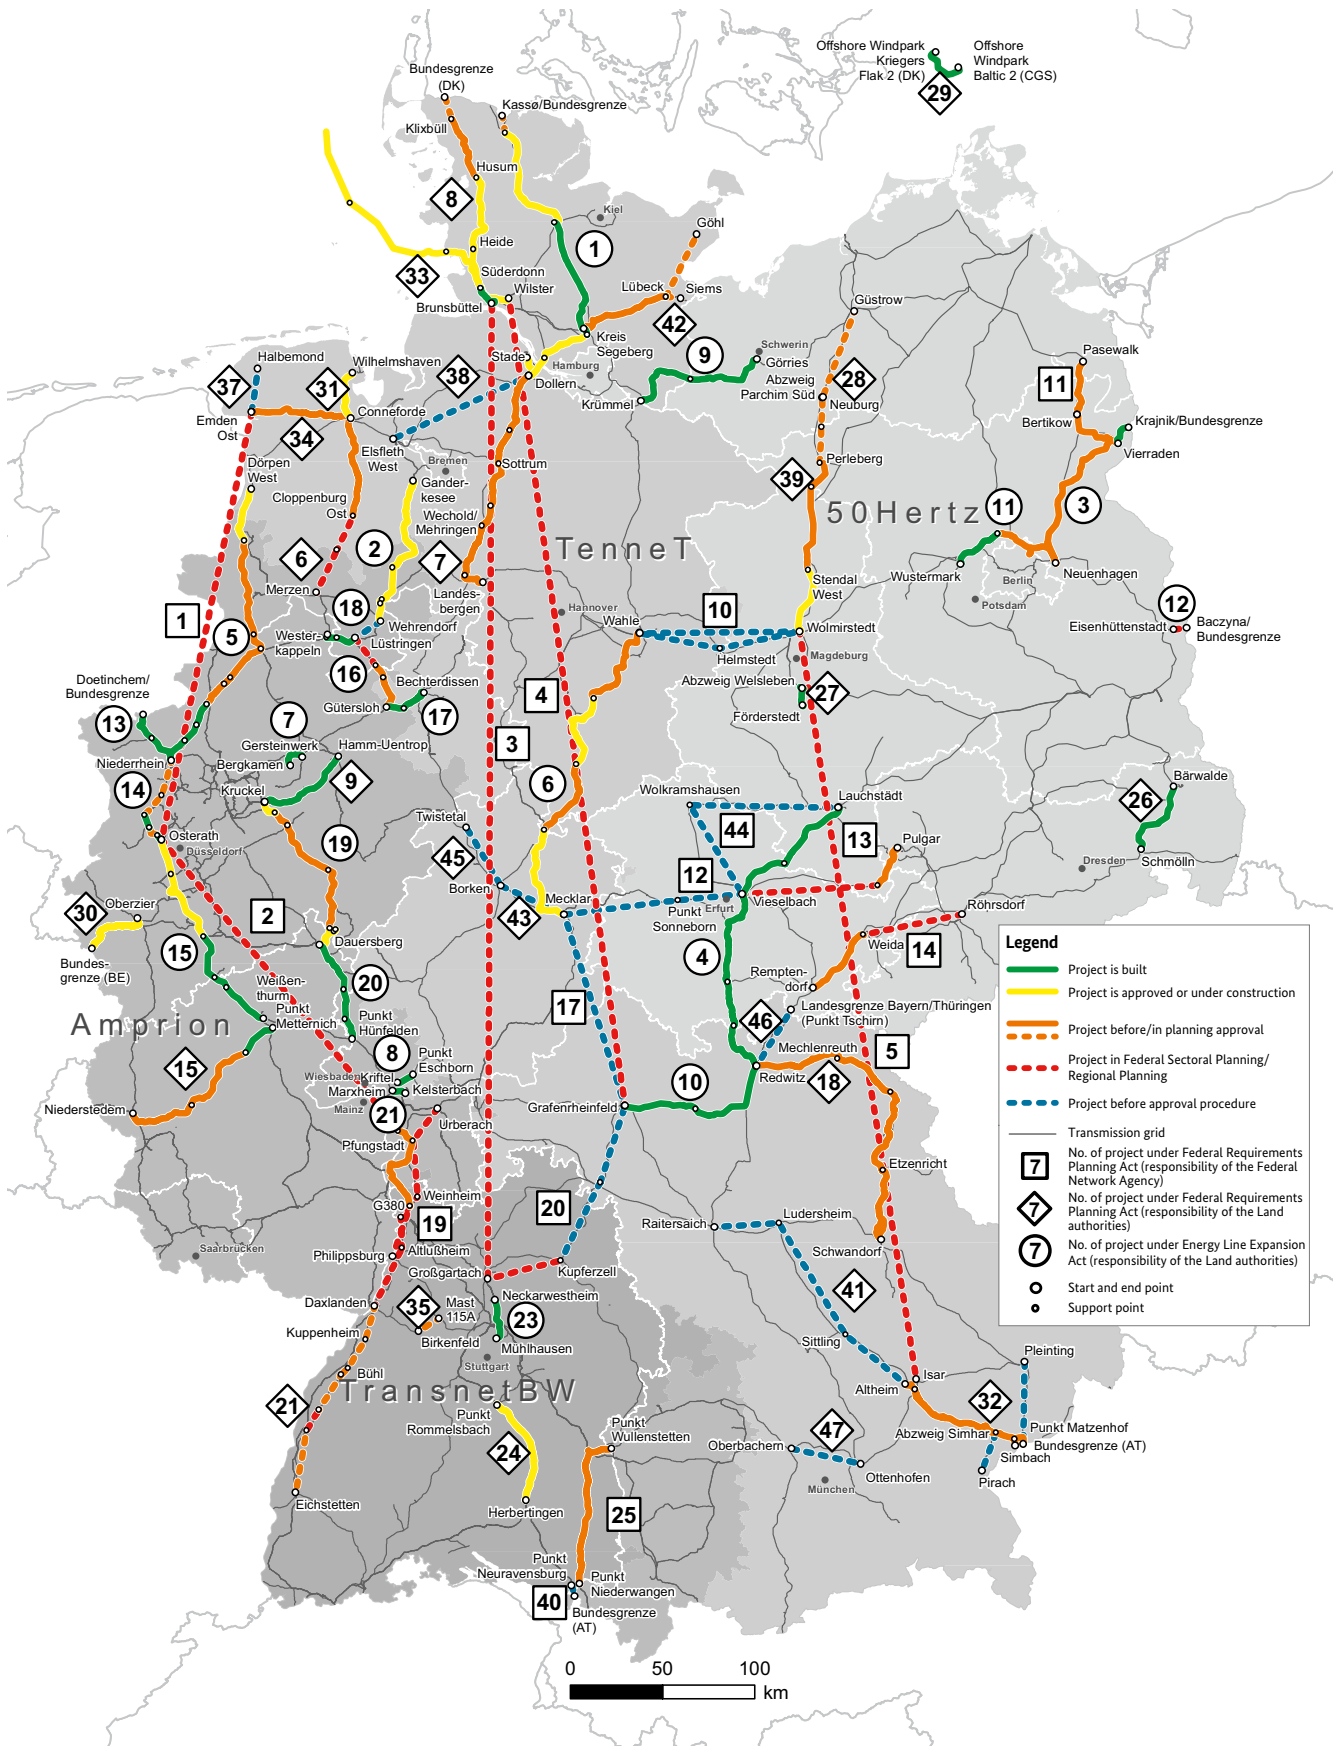 Offshore Windpark
Kriegers
Flak 2 (DK)
Offshore
Windpark
Baltic 2 (CGS)
29
Bundesgrenze
(DK)
Kassø/Bundesgrenze
Klixbüll
Husum
8
Kiel
Göhl
1
Heide
33
Süderdonn
Wilster
Brunsbüttel
Lübeck
Siems
42
Güstrow
Kreis
Segeberg
9
Schwerin
Görries
Stade
Hamburg
Dollern
Krümmel
Abzweig
Parchim Süd
28
Neuburg
Pasewalk
11
Bertikow
Krajnik/Bundesgrenze
Vierraden
Halbemond
Wilhelmshaven
37
31
38
Emden
Ost
Conneforde
34
Elsfleth
West
Bremen
Dörpen
West
Gander-
kesee
Sottrum
Perleberg
39
50Hertz
11
3
Cloppenburg
Ost
Wechold/
Mehringen
TenneT
6
2
7
Merzen
Landes-
bergen
Stendal
West
Wustermark
Berlin
Neuenhagen
Potsdam
1
5
18
Wehrendorf
Hannover
Wahle
10
Wolmirstedt
12
Eisenhüttenstadt
Baczyna/
Bundesgrenze
Wester-
kappeln
Lüstringen
Helmstedt
Magdeburg
16
Bechterdissen
Abzweig Welsleben
27
Doetinchem/
Bundesgrenze
13
Gütersloh
17
4
Förderstedt
7
Gersteinwerk
Hamm-Uentrop
Bergkamen
3
Niederrhein
14
Kruckel
9
6
Wolkramshausen
Lauchstädt
Bärwalde
26
Twistetal
44
13
Pulgar
Osterath
Düsseldorf
19
45
Schmölln
Dresden
Borken
12
Mecklar
43
Punkt
Sonneborn
Erfurt
Vieselbach
Röhrsdorf
30
Oberzier
2
Dauersberg
Weida
14
Bundes-
grenze (BE)
15
4
20
Weißen-
thurm
Rempten-
dorf
Punkt
Metternich
Amprion
Punkt
Hünfelden
17
46
Landesgrenze Bayern/Thüringen
(Punkt Tschirn)
15
8
Punkt
Eschborn
Mechlenreuth
5
Wiesbaden
Kriftel
Marxheim
Kelsterbach
Redwitz
18
Mainz
21
10
Niederstedem
Grafenrheinfeld
Urberach
Pfungstadt
Etzenricht
Weinheim
G380
19
20
Raitersaich
Ludersheim
Saarbrücken
Philippsburg
Altlußheim
Schwandorf
Großgartach
Kupferzell
Daxlanden
Neckarwestheim
41
35
Mast
115A
23
Kuppenheim
Birkenfeld
Mühlhausen
Sittling
Pleinting
Stuttgart
Bühl
Isar
TransnetBW
Altheim
32
21
Punkt
Rommelsbach
Punkt
Wullenstetten
47
Abzweig Simhar
Punkt Matzenhof
Bundesgrenze (AT)
Simbach
Oberbachern
24
Ottenhofen
Pirach
München
Eichstetten
Herbertingen
25
Punkt
Neuravensburg
Punkt
Niederwangen
40
Bundesgrenze
(AT)
Legend
Project is built
Project is approved or under construction
Project before/in planning approval
Project in Federal Sectoral Planning/
Regional Planning
Project before approval procedure
Transmission grid
7
No. of project under Federal Requirements
Planning Act (responsibility of the Federal
Network Agency)
7
No. of project under Federal Requirements
Planning Act (responsibility of the Land
authorities)
7
No. of project under Energy Line Expansion
Act (responsibility of the Land authorities)
Start and end point
Support point
0 50 100
km